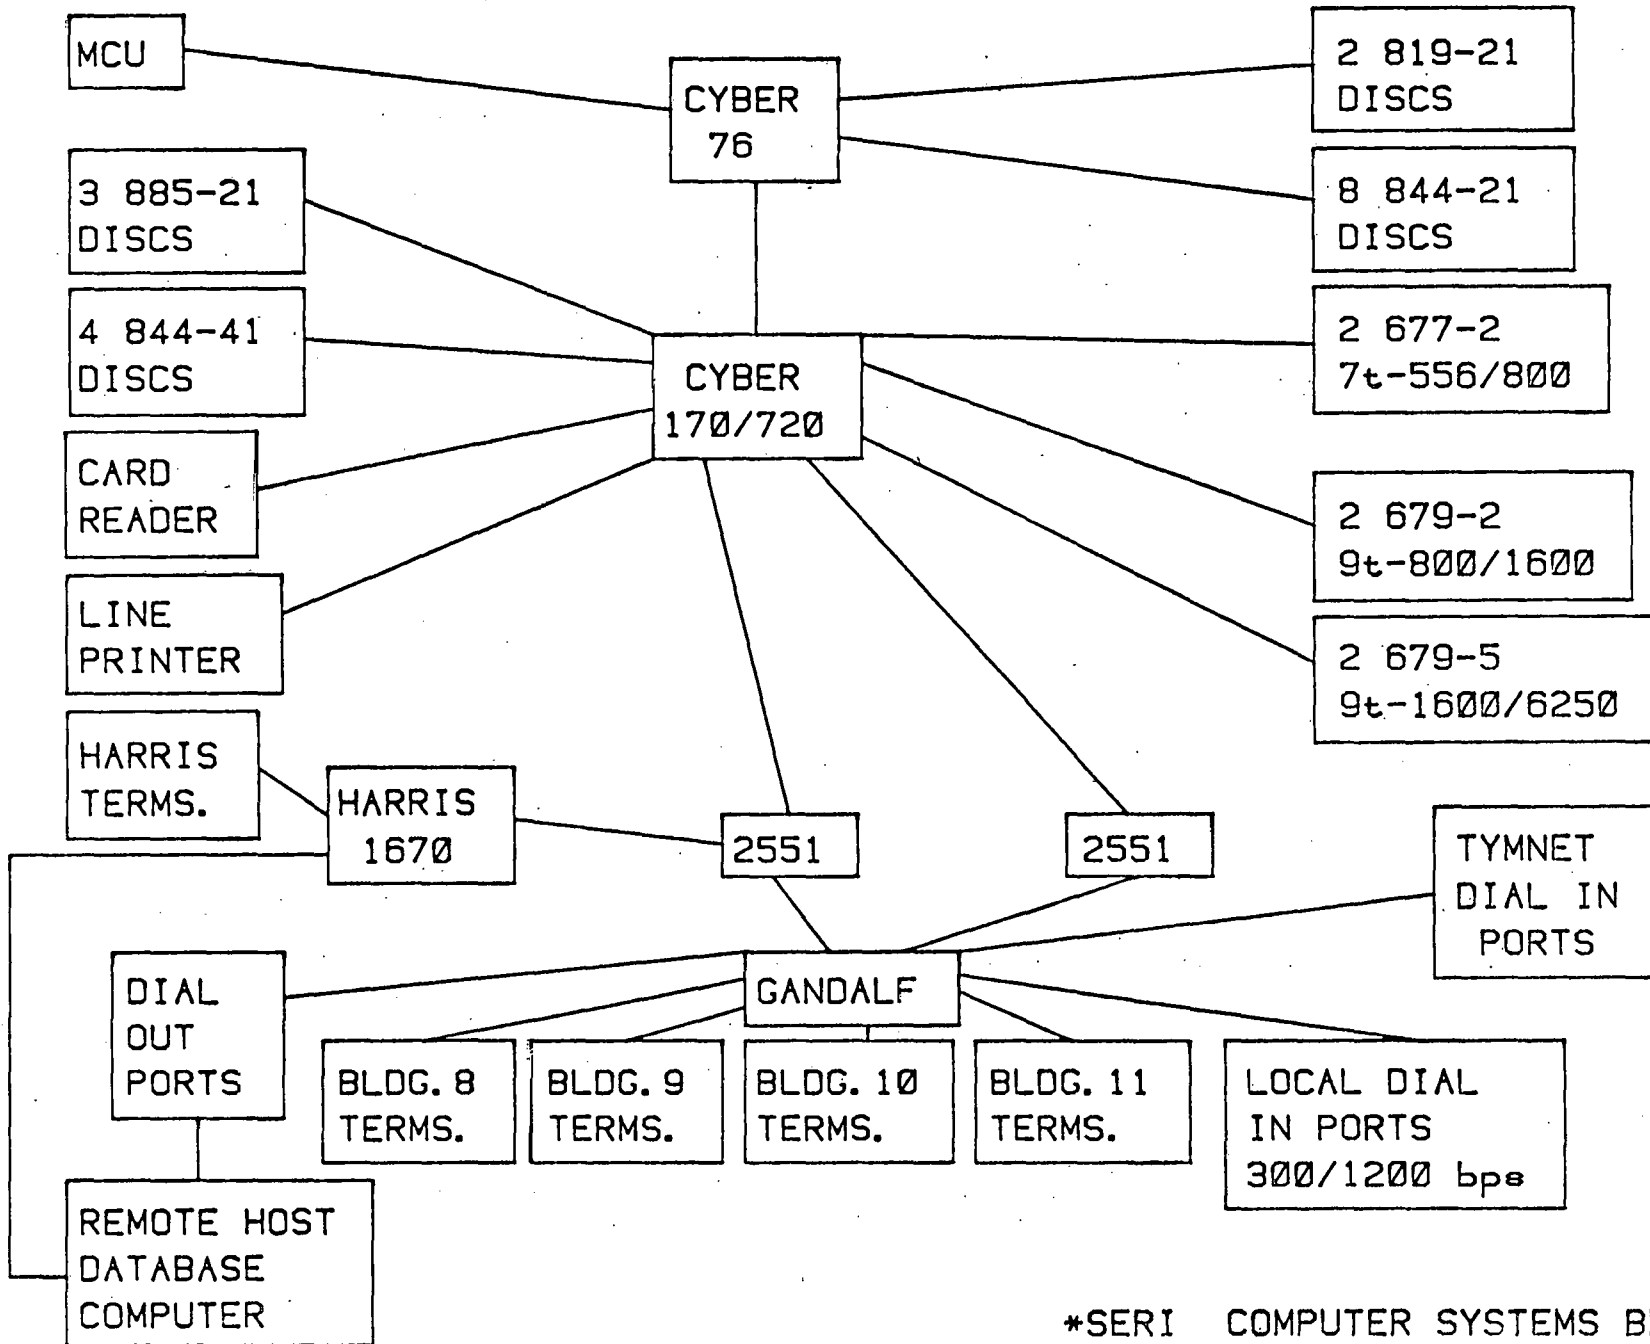 MCU
CYBER
76
2 819-21
DISCS
3 885-21
DISCS
8 844-21
DISCS
4 844-41
DISCS
CYBER
170/720
2 677-2
7t-556/800
CARD
READER
2 679-2
9t-800/1600
LINE
PRINTER
2 679-5
9t-1600/6250
HARRIS
TERMS.
HARRIS
1670
2551
2551
TYMNET
DIAL IN
PORTS
DIAL
OUT
PORTS
GANDALF
BLDG. 8
TERMS.
BLDG. 9
TERMS.
BLDG. 10
TERMS.
BLDG. 11
TERMS.
LOCAL DIAL
IN PORTS
300/1200 bps
REMOTE HOST
DATABASE
COMPUTER
*SERI COMPUTER SYSTEMS